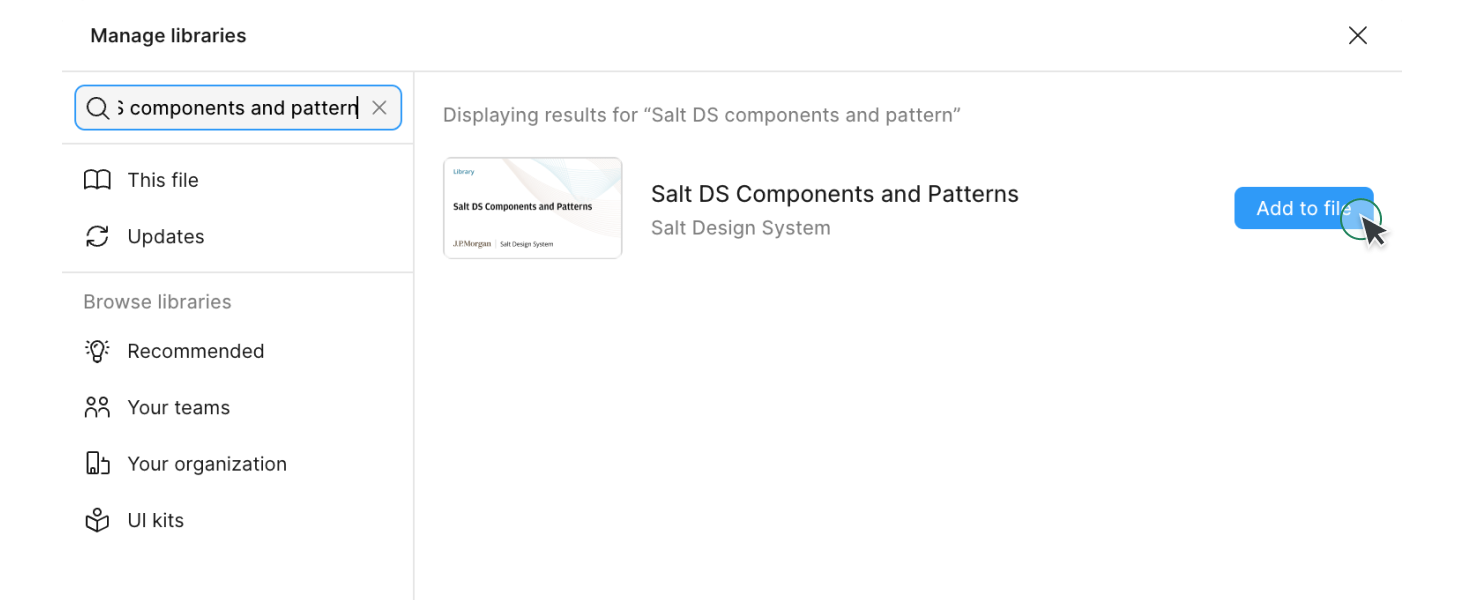 Manage libraries
S components and pattern
Displaying results for “Salt DS components and pattern”
This file
Updates
Browse libraries
Recommended
Your teams
Your organization
UI kits
Library
Salt DS Components and Patterns
J.P.Morgan | Salt Design System
Salt DS Components and Patterns
Salt Design System
Add to file